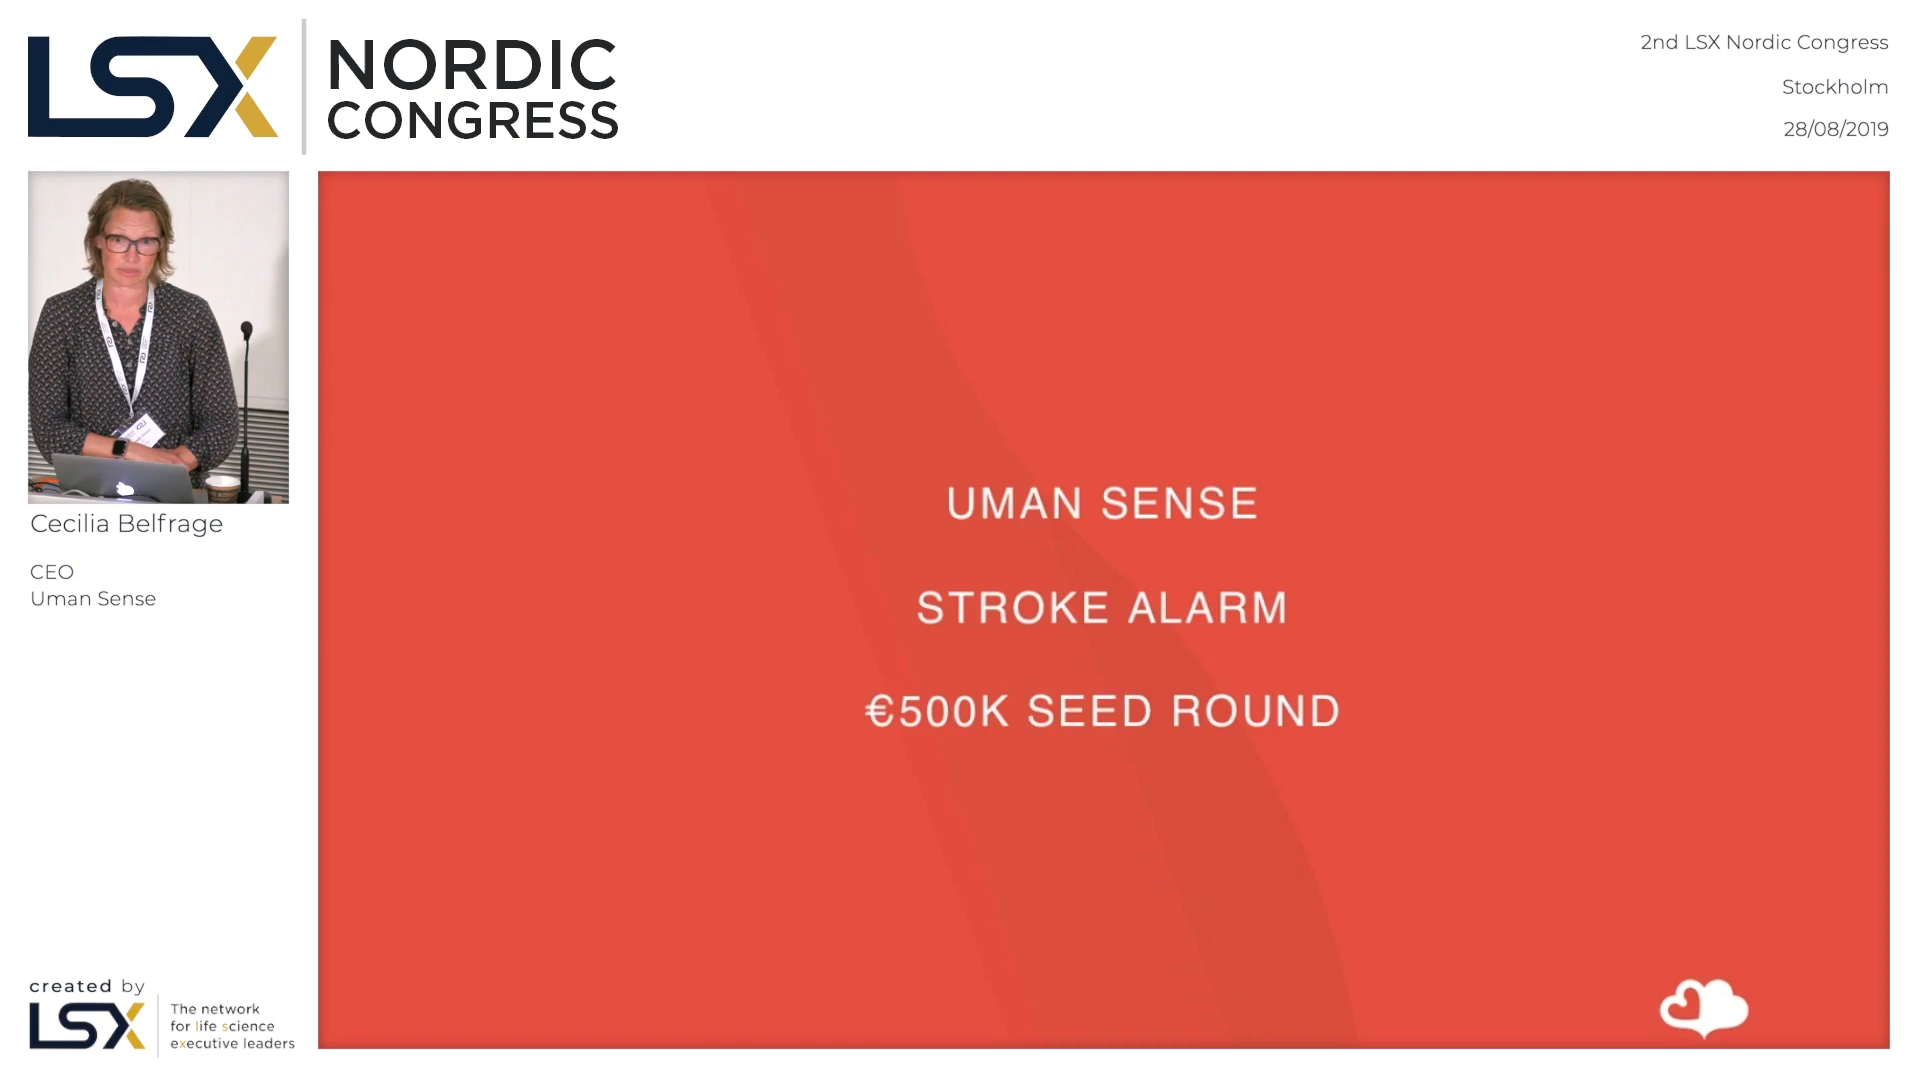 LSX
NORDIC
CONGRESS
2nd LSX Nordic Congress
Stockholm
28/08/2019
Cecilia Belfrage
CEO
Uman Sense
UMAN SENSE
STROKE ALARM
€500K SEED ROUND
created by
LSX
The network
for life science
executive leaders